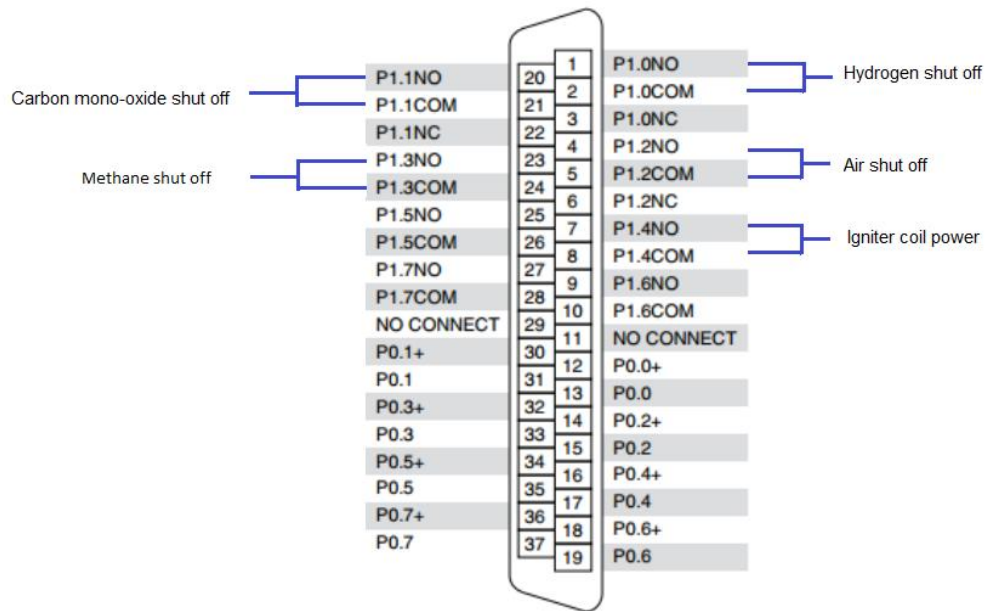 Carbon mono-oxide shut off
Methane shut off
P1.1NO 20
P1.1COM 21
P1.1NC 22
P1.3NO 23
P1.3COM 24
P1.5NO 25
P1.5COM 26
P1.7NO 27
P1.7COM 28
NO CONNECT 29
P0.1+ 30
P0.1 31
P0.3+ 32
P0.3 33
P0.5+ 34
P0.5 35
P0.7+ 36
P0.7 37
1 P1.0NO
2 P1.0COM
3 P1.0NC
4 P1.2NO
5 P1.2COM
6 P1.2NC
7 P1.4NO
8 P1.4COM
9 P1.6NO
10 P1.6COM
11 NO CONNECT
12 P0.0+
13 P0.0
14 P0.2+
15 P0.2
16 P0.4+
17 P0.4
18 P0.6+
19 P0.6
Hydrogen shut off
Air shut off
Igniter coil power